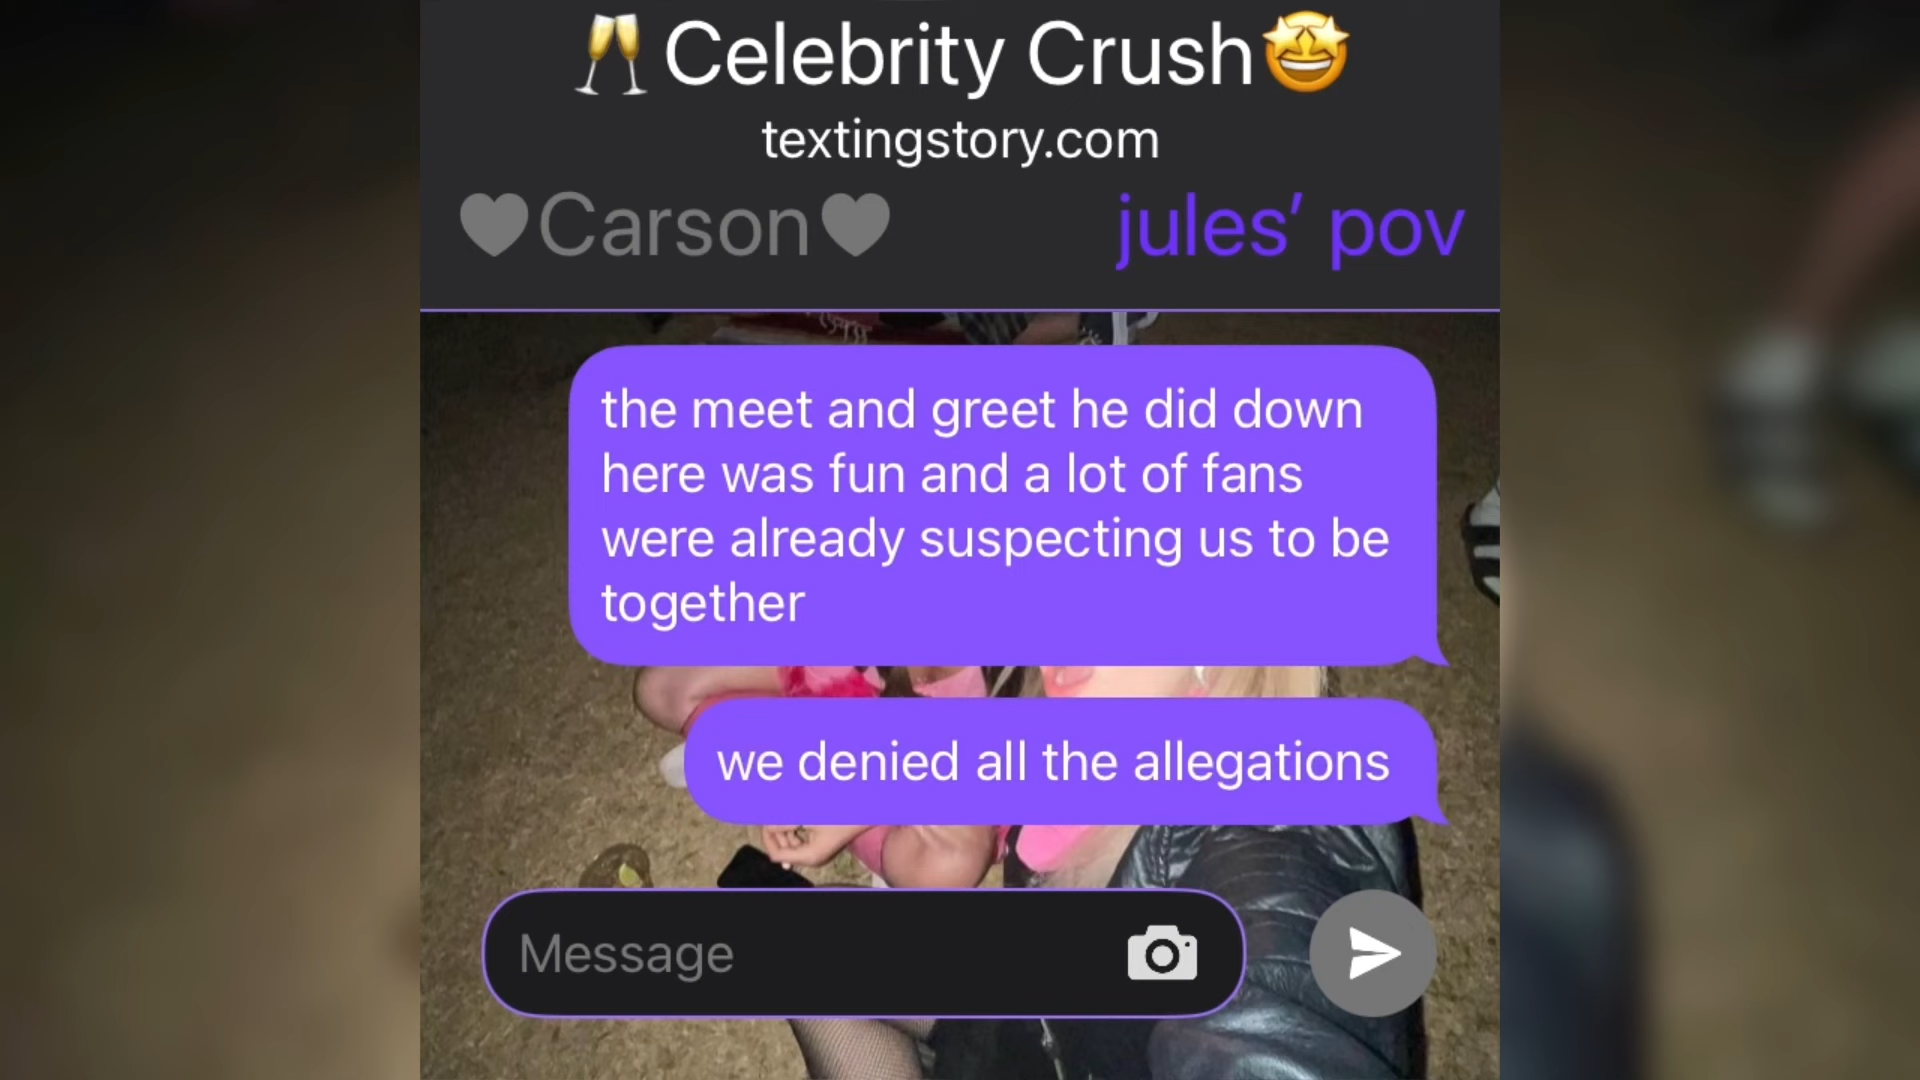 🥂Celebrity Crush🤩
textingstory.com
🖤Carson🖤
jules’ pov
the meet and greet he did down
here was fun and a lot of fans
were already suspecting us to be
together
we denied all the allegations
Message